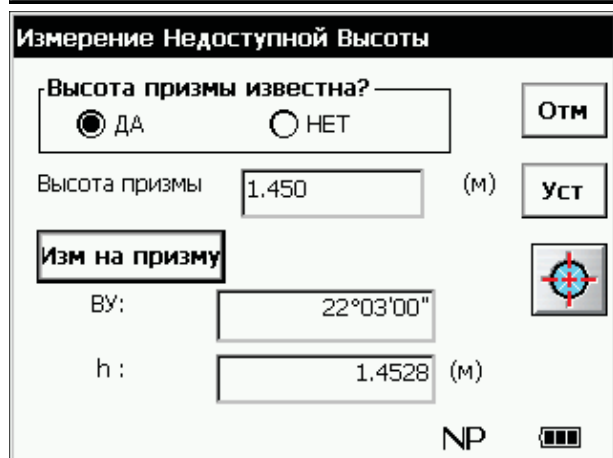 Измерение Недоступной Высоты
Высота призмы известна?
ДА НЕТ
Отм
Высота призмы 1.450 (м)
Уст
Изм на призму
ВУ: 22°03'00"
h : 1.4528 (м)
NP